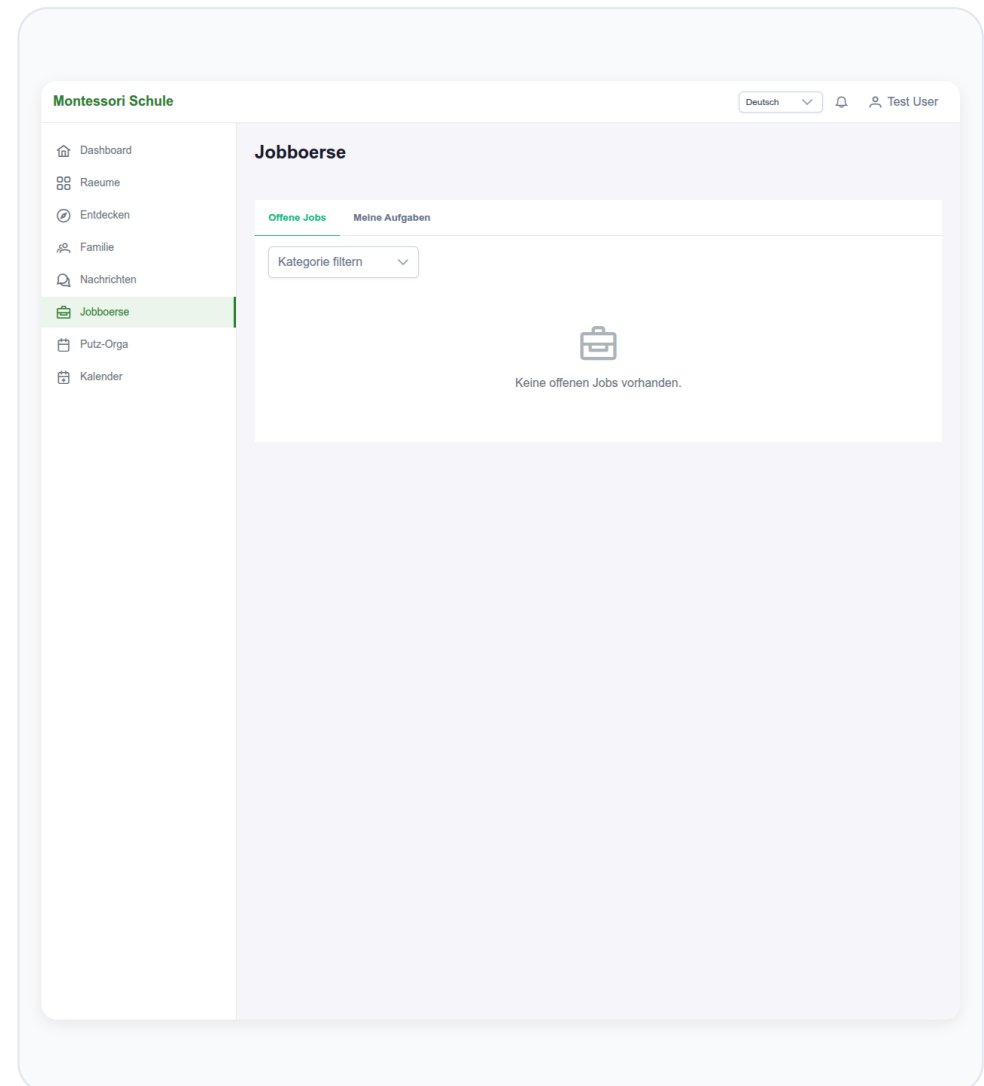 Montessori Schule
Deutsch
Test User
Dashboard
Raeume
Entdecken
Familie
Nachrichten
Jobboerse
Putz-Orga
Kalender
Jobboerse
Offene Jobs
Meine Aufgaben
Kategorie filtern
Keine offenen Jobs vorhanden.